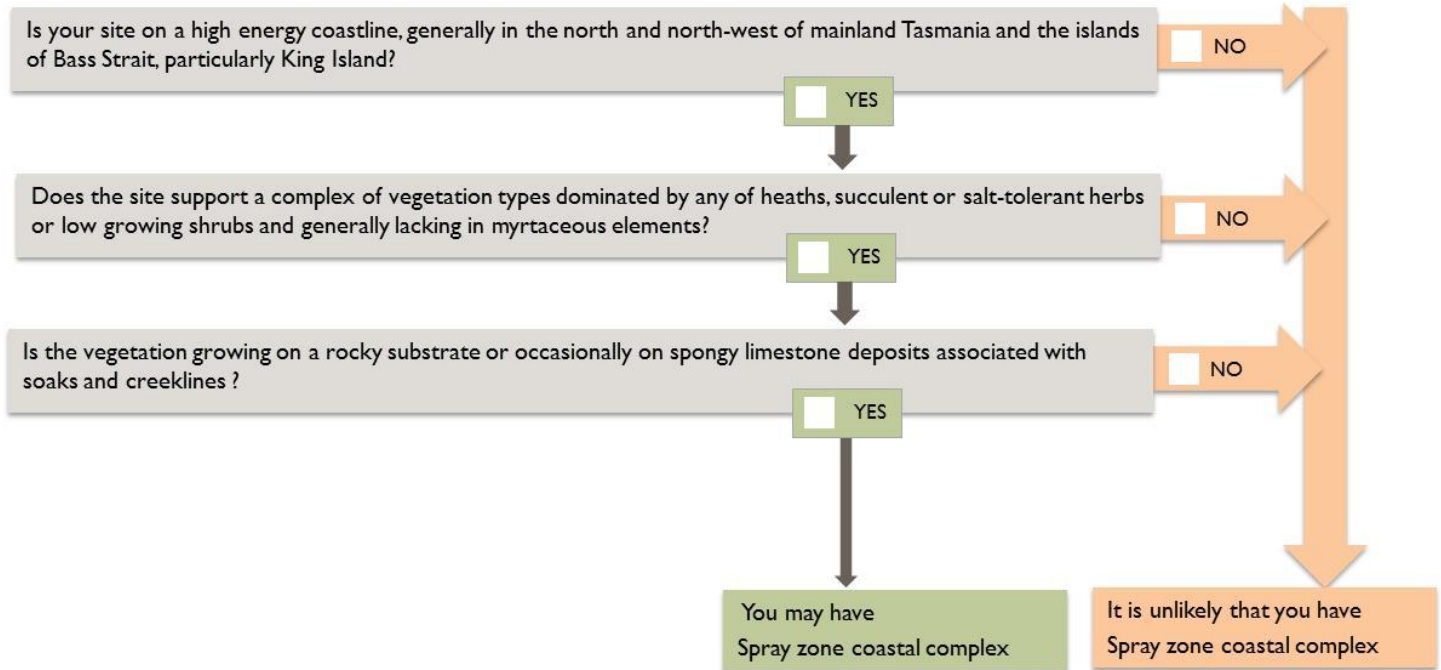 Is your site on a high energy coastline, generally in the north and north-west of mainland Tasmania and the islands
of Bass Strait, particularly King Island?
NO
YES
Does the site support a complex of vegetation types dominated by any of heaths, succulent or salt-tolerant herbs
or low growing shrubs and generally lacking in myrtaceous elements?
NO
YES
Is the vegetation growing on a rocky substrate or occasionally on spongy limestone deposits associated with
soaks and creeklines ?
NO
YES
You may have
Spray zone coastal complex
It is unlikely that you have
Spray zone coastal complex